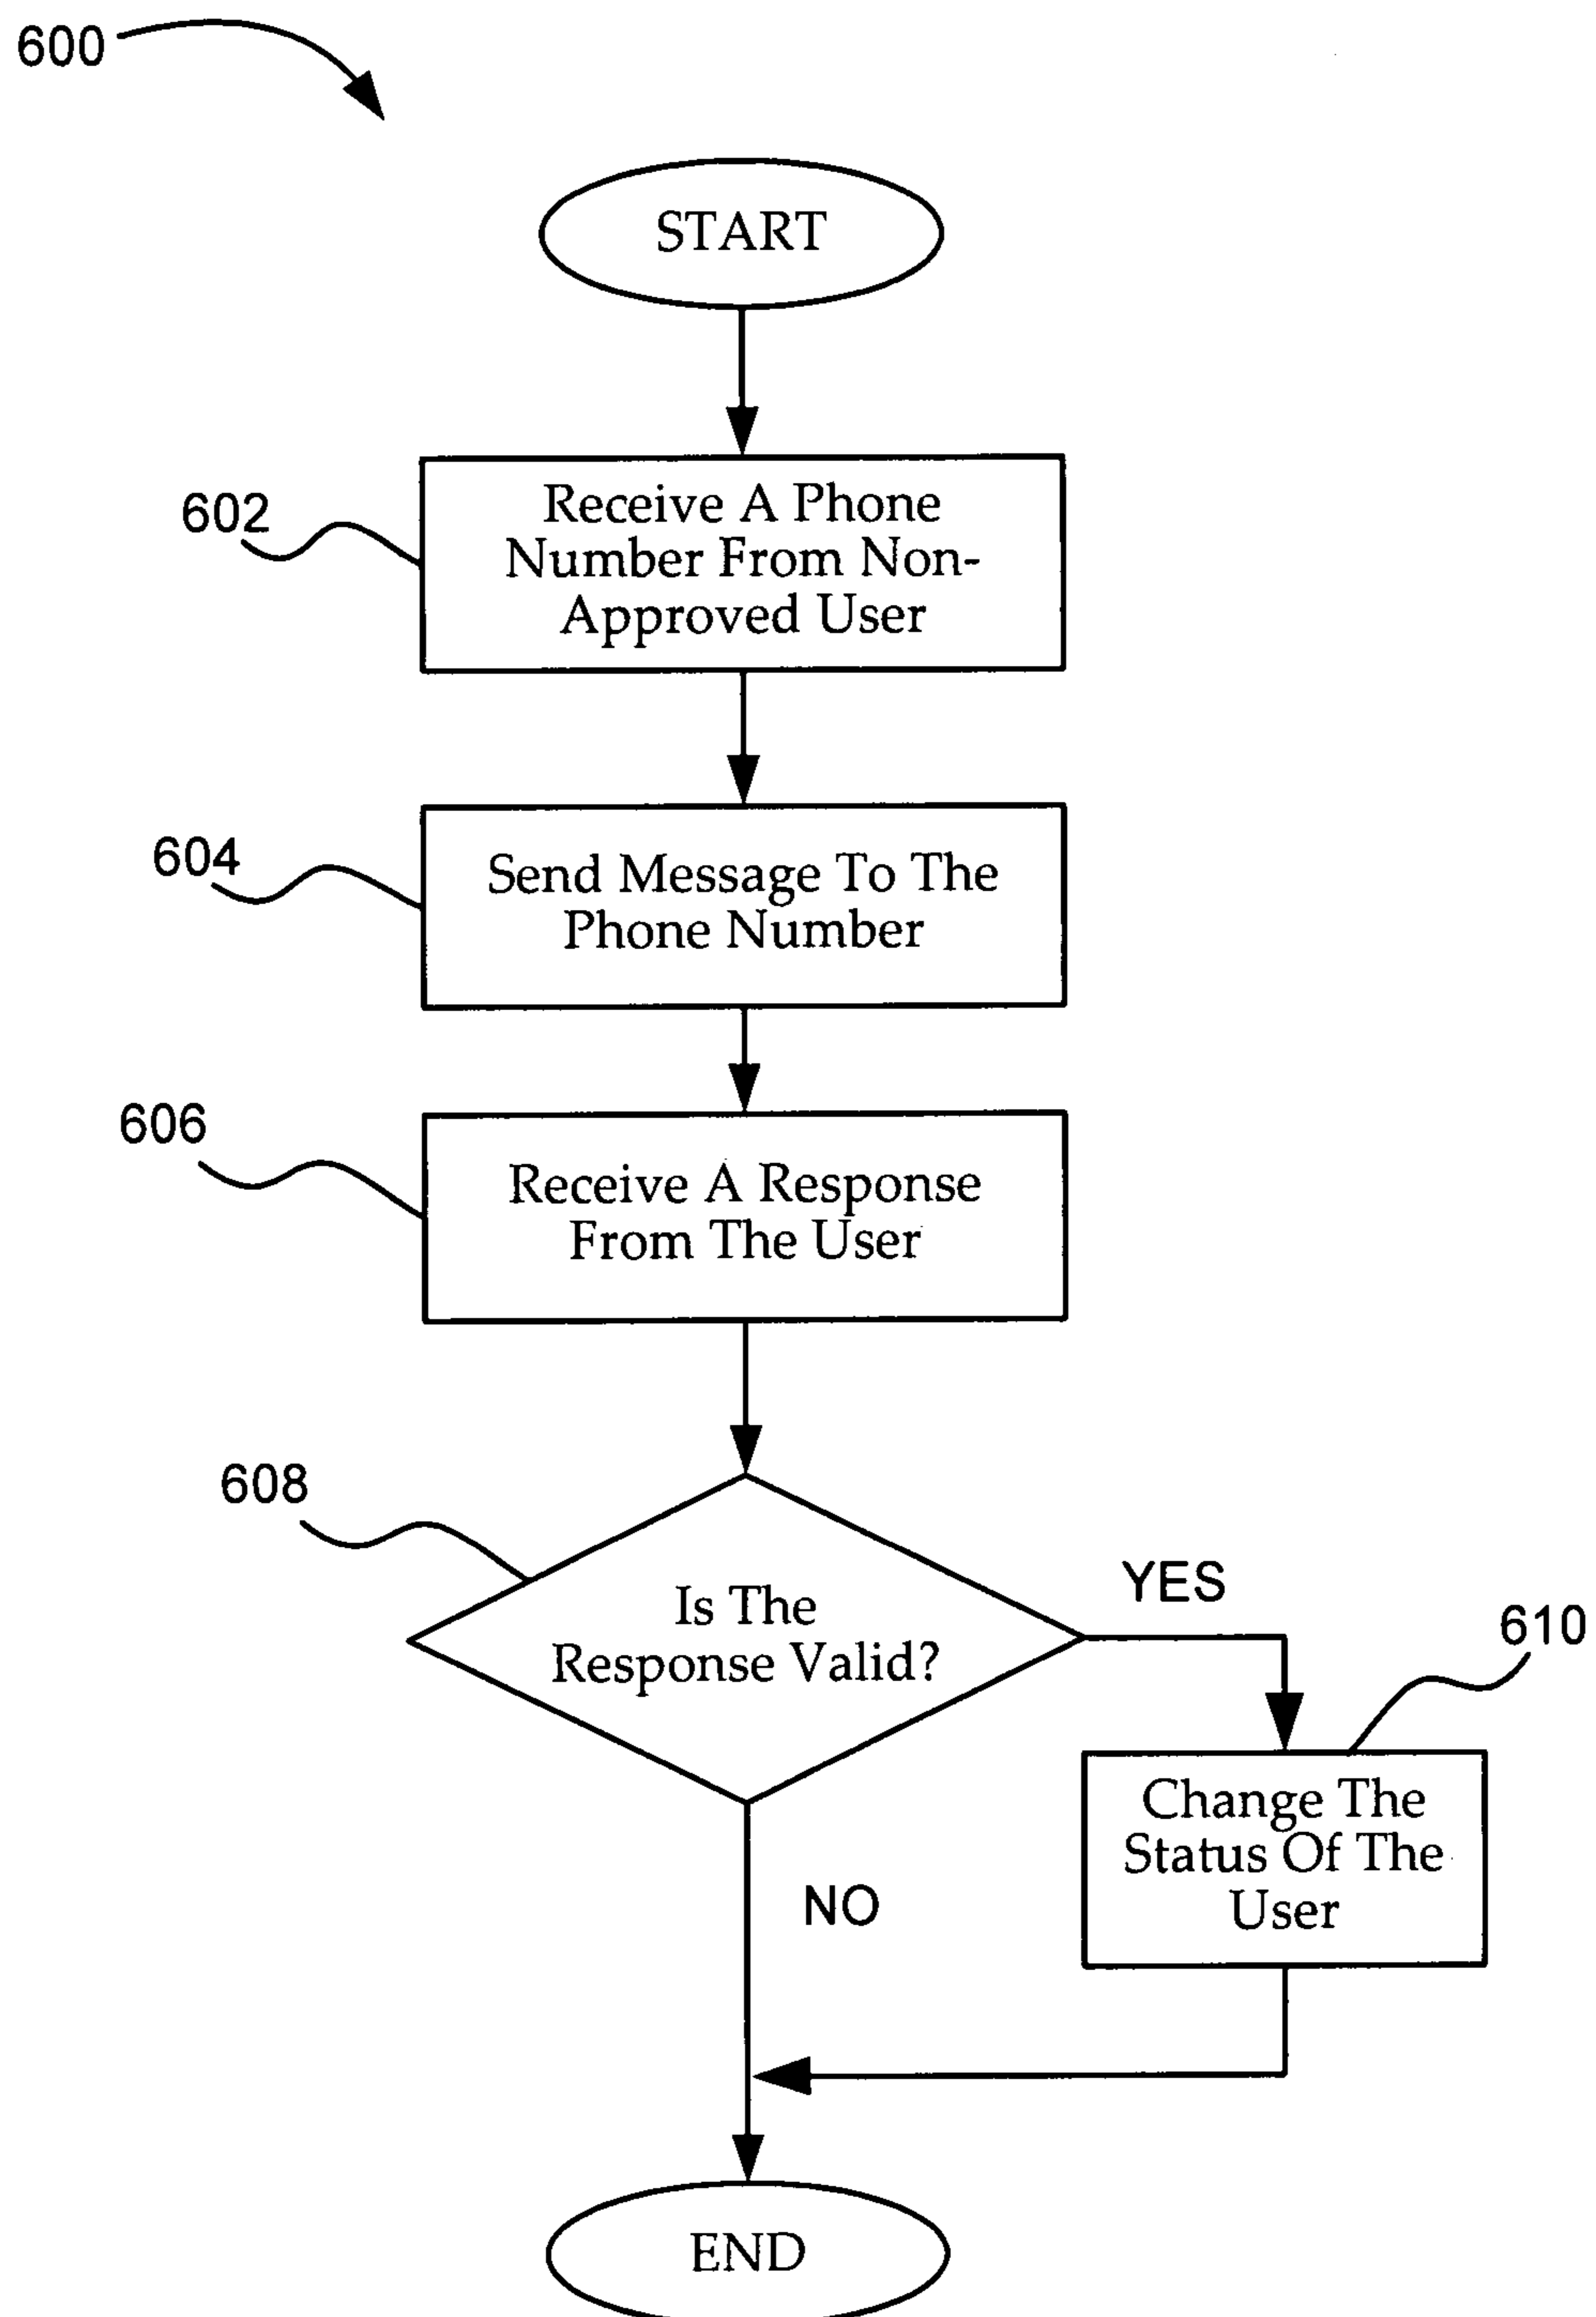 600
START
602
Receive A Phone
Number From Non-
Approved User
604
Send Message To The
Phone Number
606
Receive A Response
From The User
608
Is The
Response Valid?
YES
610
Change The
Status Of The
User
NO
END